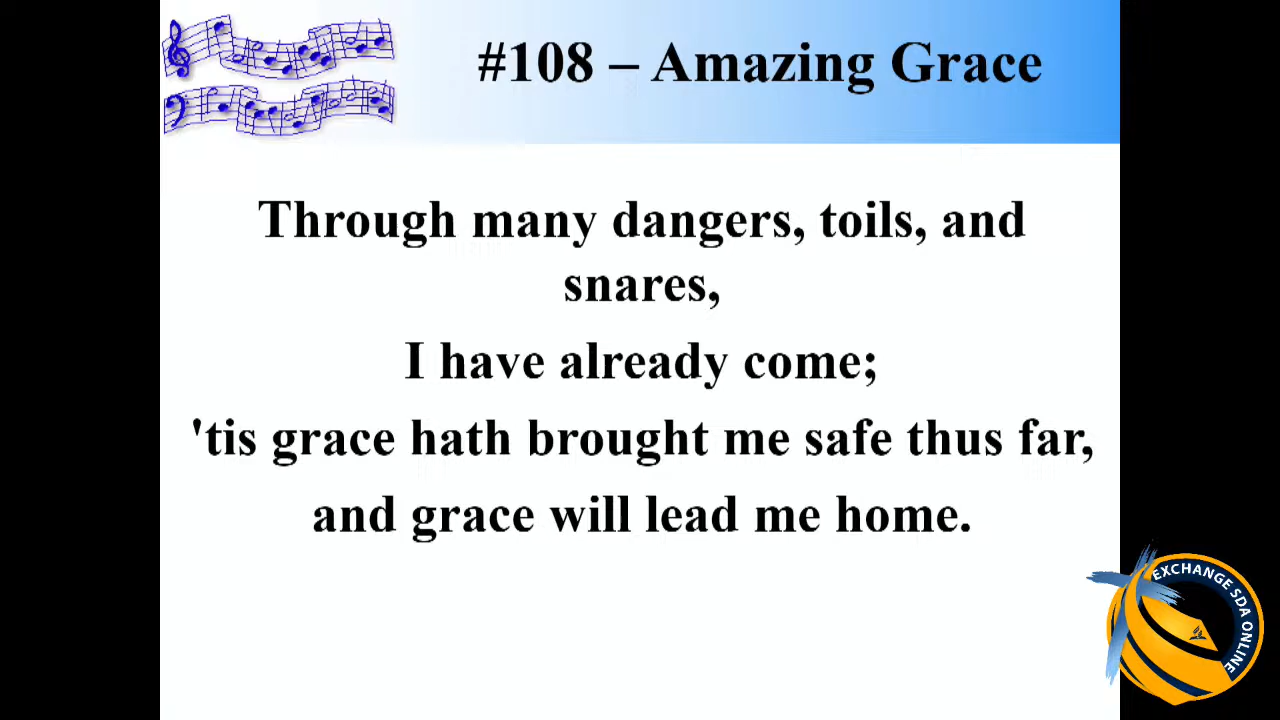 #108 – Amazing Grace
Through many dangers, toils, and
snares,
I have already come;
'tis grace hath brought me safe thus far,
and grace will lead me home.
EXCHANGE SDA ONLINE